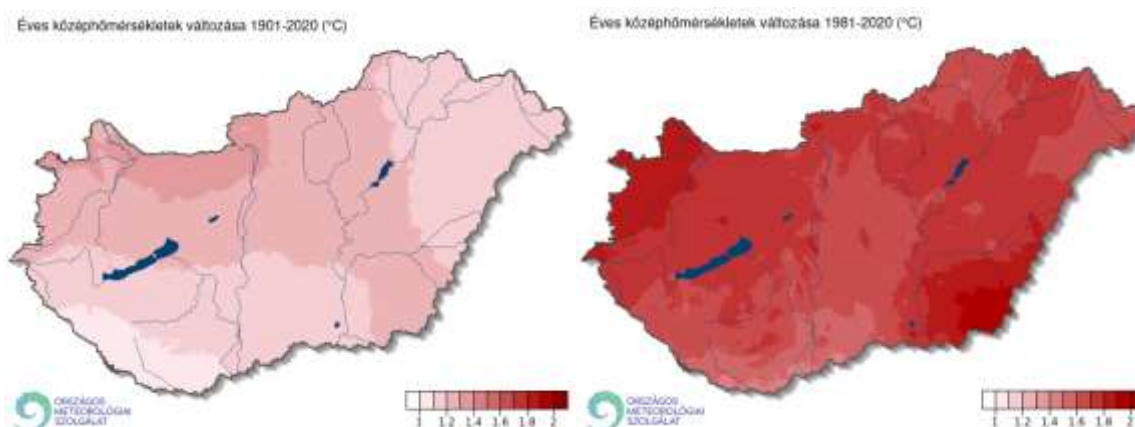 Éves középhőmérsékletek változása 1901-2020 (°C)
ORSZÁGOS
METEOROLÓGIAI
SZOLGÁLAT
1 1.2 1.4 1.6 1.8 2
Éves középhőmérsékletek változása 1981-2020 (°C)
ORSZÁGOS
METEOROLÓGIAI
SZOLGÁLAT
1 1.2 1.4 1.6 1.8 2